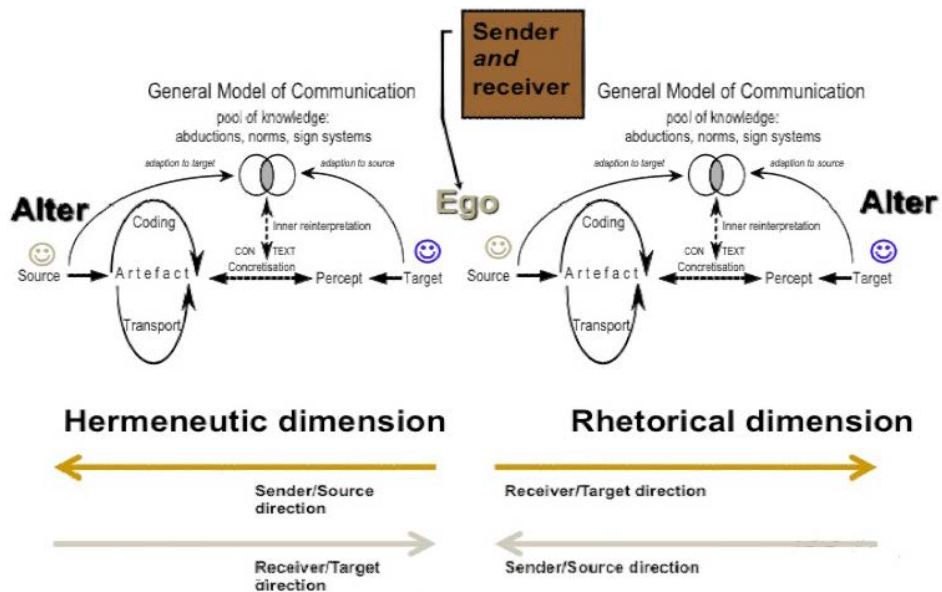 Sender
and
receiver
General Model of Communication
pool of knowledge:
abductions, norms, sign systems
adaption to target
adaption to source
Alter
Coding
Inner reinterpretation
CON TEXT
Source
Artefact
Concretisation
Percept
Target
Transport
Ego
General Model of Communication
pool of knowledge:
abductions, norms, sign systems
adaption to target
adaption to source
Alter
Coding
Inner reinterpretation
CON TEXT
Source
Artefact
Concretisation
Percept
Target
Transport
Hermeneutic dimension
Rhetorical dimension
Sender/Source
direction
Receiver/Target direction
Receiver/Target
direction
Sender/Source direction